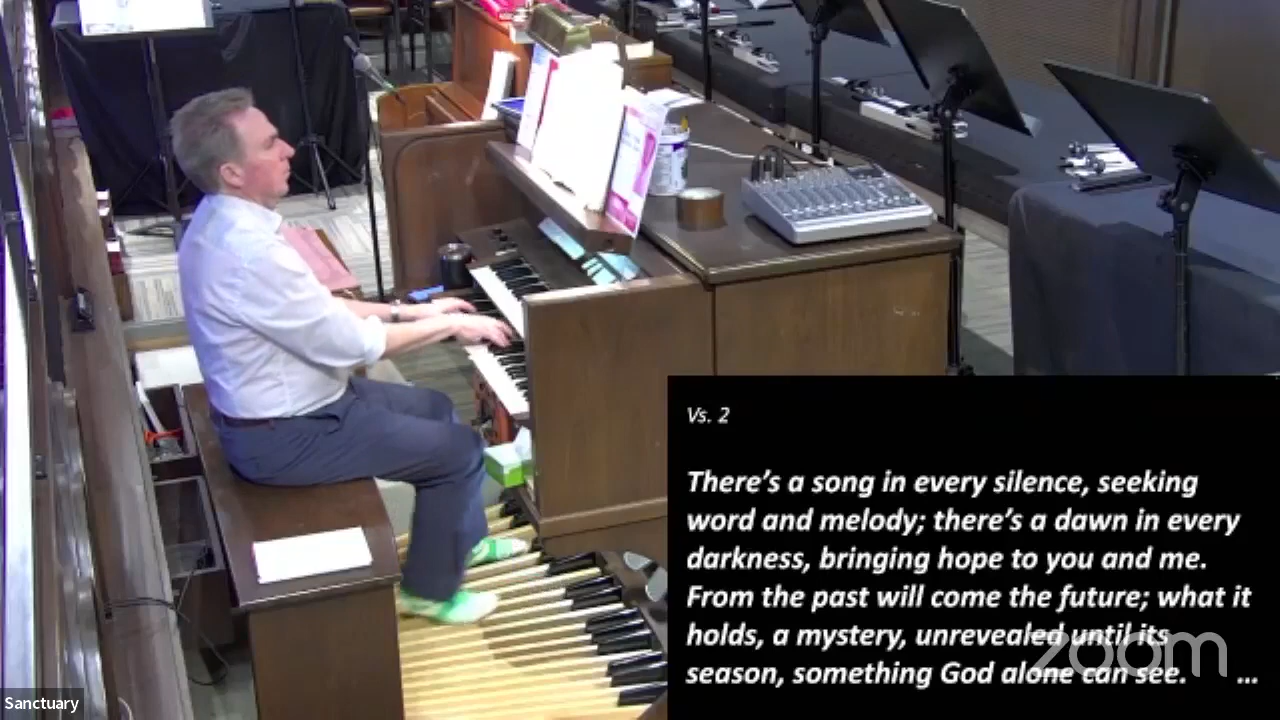 Vs. 2
There's a song in every silence, seeking
word and melody; there's a dawn in every
darkness, bringing hope to you and me.
From the past will come the future; what it
holds, a mystery, unrevealed until its
season, something God alone can see. ...
zoom
Sanctuary